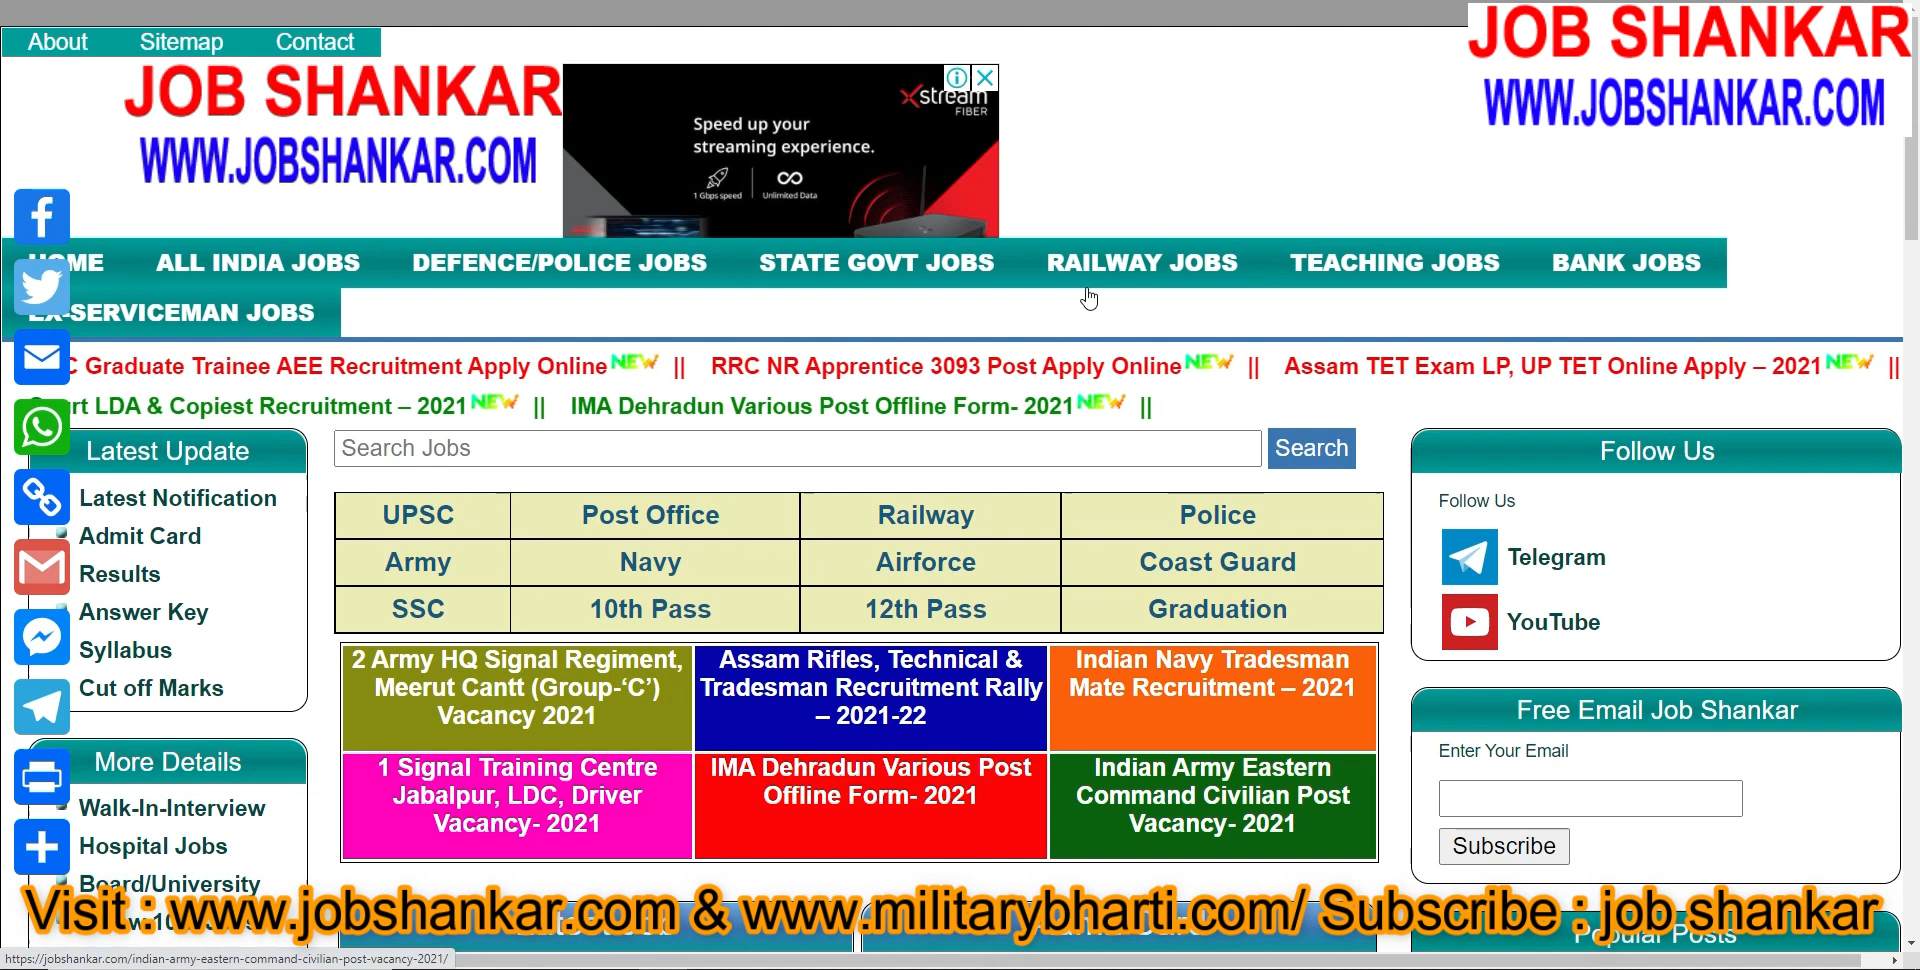 About Sitemap Contact
JOB SHANKAR
WWW.JOBSHANKAR.COM
JOB SHANKAR
WWW.JOBSHANKAR.COM
Xstream
FIBER
Speed up your
streaming experience.
1 Gbps speed Unlimited Data
HOME ALL INDIA JOBS DEFENCE/POLICE JOBS STATE GOVT JOBS RAILWAY JOBS TEACHING JOBS BANK JOBS
EX-SERVICEMAN JOBS
C Graduate Trainee AEE Recruitment Apply Online NEW || RRC NR Apprentice 3093 Post Apply Online NEW || Assam TET Exam LP, UP TET Online Apply – 2021 NEW ||
rt LDA & Copiest Recruitment – 2021 NEW || IMA Dehradun Various Post Offline Form- 2021 NEW ||
Latest Update
Latest Notification
Admit Card
Results
Answer Key
Syllabus
Cut off Marks
More Details
Walk-In-Interview
Hospital Jobs
Board/University
Search Jobs Search
UPSC Post Office Railway Police
Army Navy Airforce Coast Guard
SSC 10th Pass 12th Pass Graduation
2 Army HQ Signal Regiment,
Meerut Cantt (Group-‘C’)
Vacancy 2021
Assam Rifles, Technical &
Tradesman Recruitment Rally
– 2021-22
Indian Navy Tradesman
Mate Recruitment – 2021
1 Signal Training Centre
Jabalpur, LDC, Driver
Vacancy- 2021
IMA Dehradun Various Post
Offline Form- 2021
Indian Army Eastern
Command Civilian Post
Vacancy- 2021
Follow Us
Follow Us
Telegram
YouTube
Free Email Job Shankar
Enter Your Email
Subscribe
Popular Posts
Visit : www.jobshankar.com & www.militarybharti.com/ Subscribe : job shankar
https://jobshankar.com/indian-army-eastern-command-civilian-post-vacancy-2021/